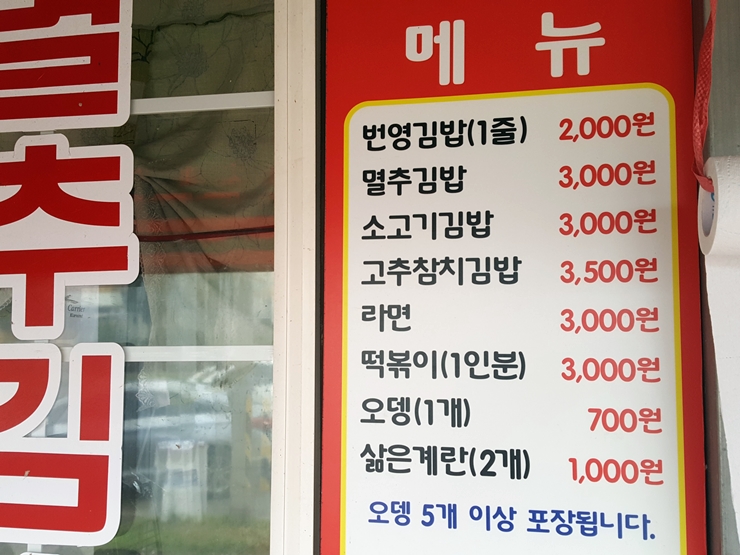 멸
추
김
메뉴
번영김밥(1줄) 2,000원
멸추김밥 3,000원
소고기김밥 3,000원
고추참치김밥 3,500원
라면 3,000원
떡볶이(1인분) 3,000원
오뎅(1개) 700원
삶은계란(2개) 1,000원
오뎅 5개 이상 포장됩니다.